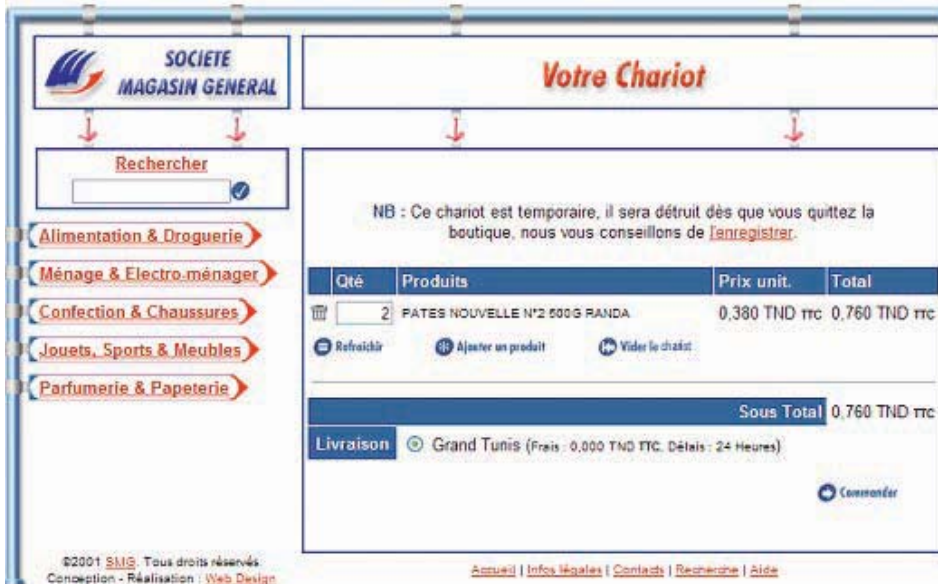 SOCIETE
MAGASIN GENERAL
Votre Chariot
Rechercher
Alimentation & Droguerie
Ménage & Electro-ménager
Confection & Chaussures
Jouets, Sports & Meubles
Parfumerie & Papeterie
NB : Ce chariot est temporaire, il sera détruit dès que vous quittez la
boutique, nous vous conseillons de l'enregistrer.
Qté Produits Prix unit. Total
2 PATES NOUVELLE N°2 500G RANDA 0,380 TND TTC 0,760 TND TTC
Rafraichir Ajouter un produit Vider le chariot
Sous Total 0,760 TND TTC
Livraison Grand Tunis (Frais : 0,000 TND TTC, Délais : 24 Heures)
Commander
©2001 SMG. Tous droits réservés
Conception - Réalisation : Web Design
Accueil | Infos légales | Contacts | Recherche | Aide